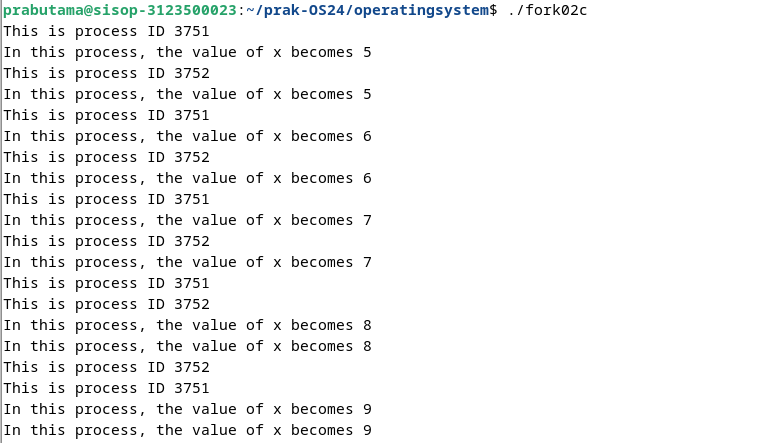 prabutama@sisop-3123500023:~/prak-OS24/operatingsystem$ ./fork02c
This is process ID 3751
In this process, the value of x becomes 5
This is process ID 3752
In this process, the value of x becomes 5
This is process ID 3751
In this process, the value of x becomes 6
This is process ID 3752
In this process, the value of x becomes 6
This is process ID 3751
In this process, the value of x becomes 7
This is process ID 3752
In this process, the value of x becomes 7
This is process ID 3751
This is process ID 3752
In this process, the value of x becomes 8
In this process, the value of x becomes 8
This is process ID 3752
This is process ID 3751
In this process, the value of x becomes 9
In this process, the value of x becomes 9